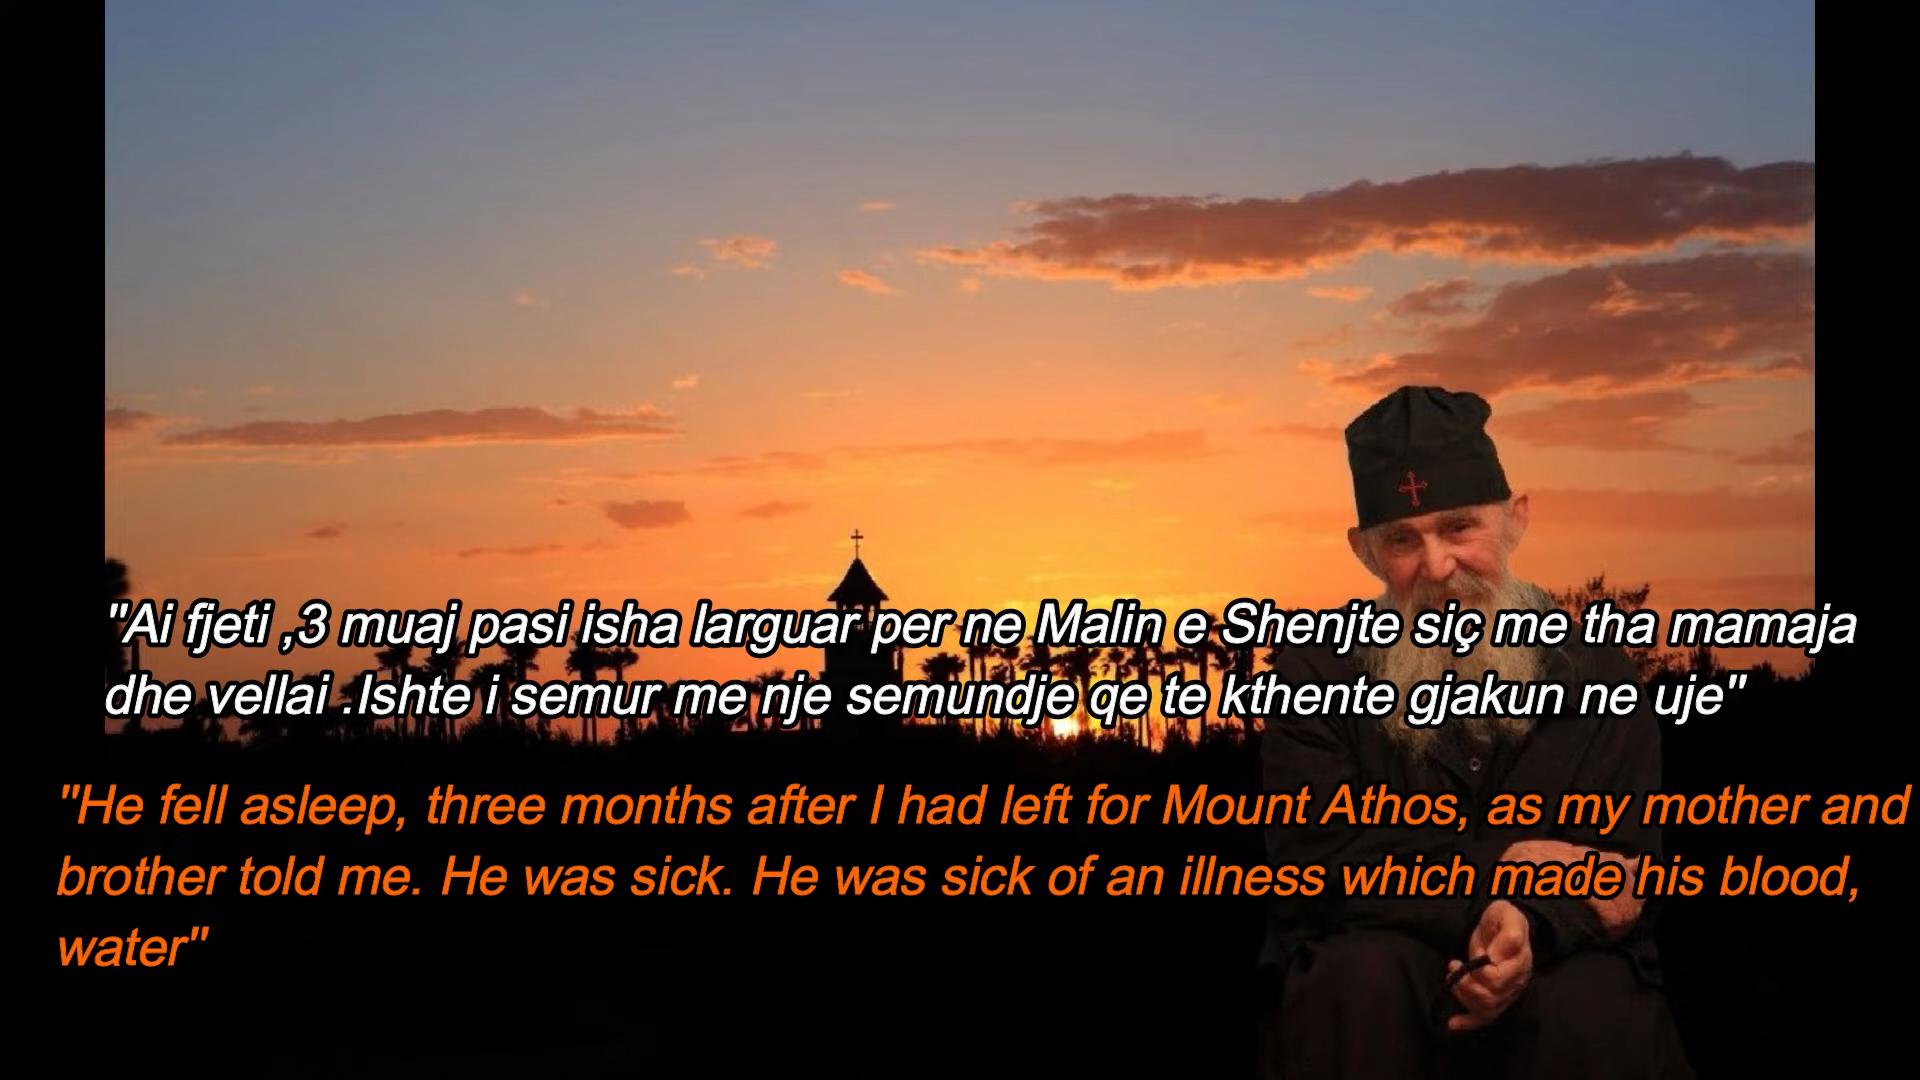 "Ai fjeti ,3 muaj pasi isha larguar per ne Malin e Shenjte siç me tha mamaja
dhe vellai .Ishte i semur me nje semundje qe te kthente gjakun ne uje"
"He fell asleep, three months after I had left for Mount Athos, as my mother and
brother told me. He was sick. He was sick of an illness which made his blood,
water"